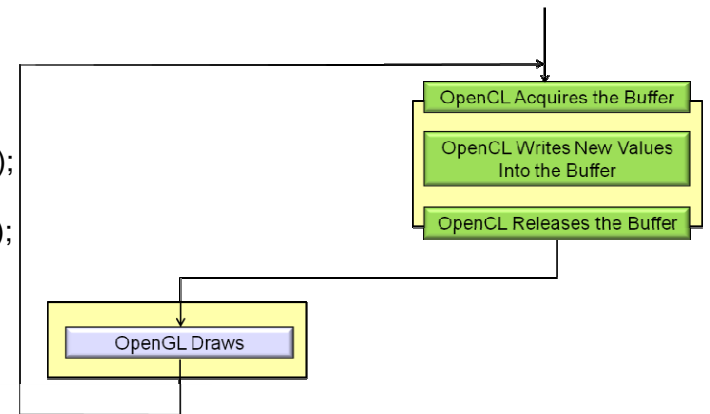 OpenCL Acquires the Buffer
);
OpenCL Writes New Values
Into the Buffer
);
OpenCL Releases the Buffer
OpenGL Draws